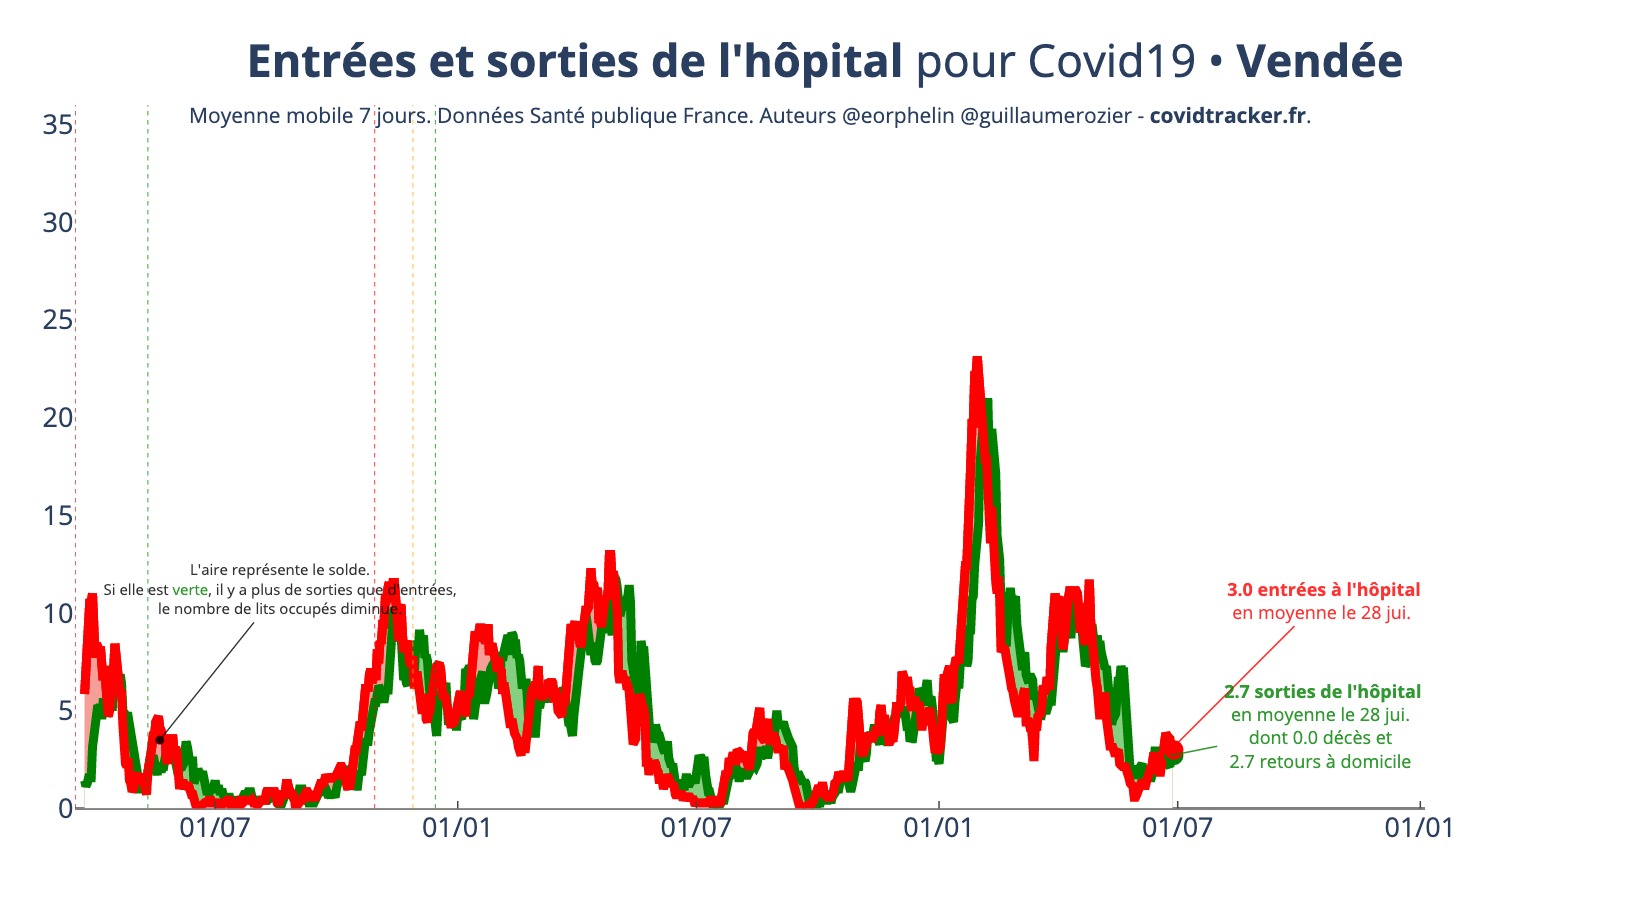 Entrées et sorties de l'hôpital pour Covid19 • Vendée
Moyenne mobile 7 jours. Données Santé publique France. Auteurs @eorphelin @guillaumerozier - covidtracker.fr.
35
30
25
20
15
10
5
0
L'aire représente le solde.
Si elle est verte, il y a plus de sorties que d'entrées,
le nombre de lits occupés diminue.
3.0 entrées à l'hôpital
en moyenne le 28 jui.
2.7 sorties de l'hôpital
en moyenne le 28 jui.
dont 0.0 décès et
2.7 retours à domicile
01/07
01/01
01/07
01/01
01/07
01/01